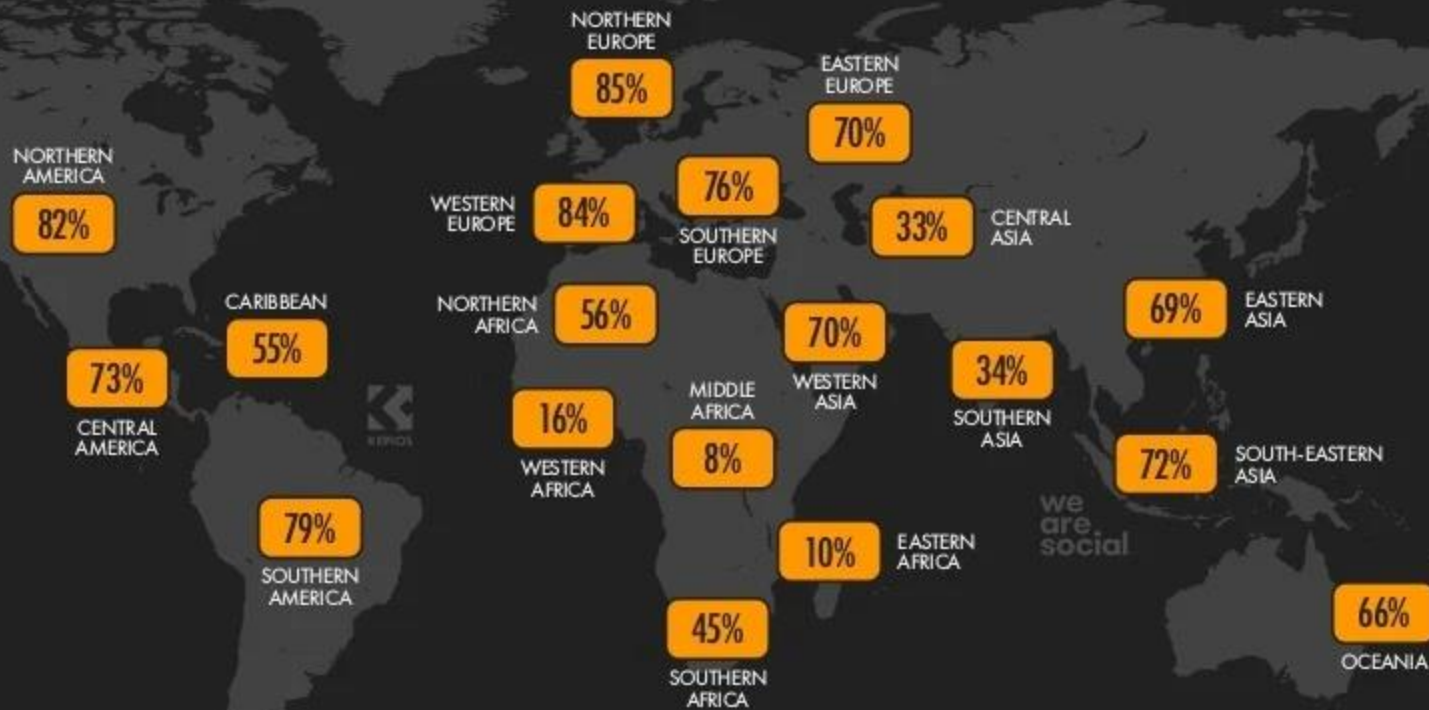 NORTHERN
EUROPE
85%
EASTERN
EUROPE
70%
NORTHERN
AMERICA
82%
WESTERN
EUROPE
84%
76%
SOUTHERN
EUROPE
33%
CENTRAL
ASIA
CARIBBEAN
55%
NORTHERN
AFRICA
56%
70%
WESTERN
ASIA
69%
EASTERN
ASIA
73%
CENTRAL
AMERICA
KEPIOS
16%
WESTERN
AFRICA
MIDDLE
AFRICA
8%
34%
SOUTHERN
ASIA
72%
SOUTH-EASTERN
ASIA
79%
SOUTHERN
AMERICA
10%
EASTERN
AFRICA
we
are
social
45%
SOUTHERN
AFRICA
66%
OCEANIA